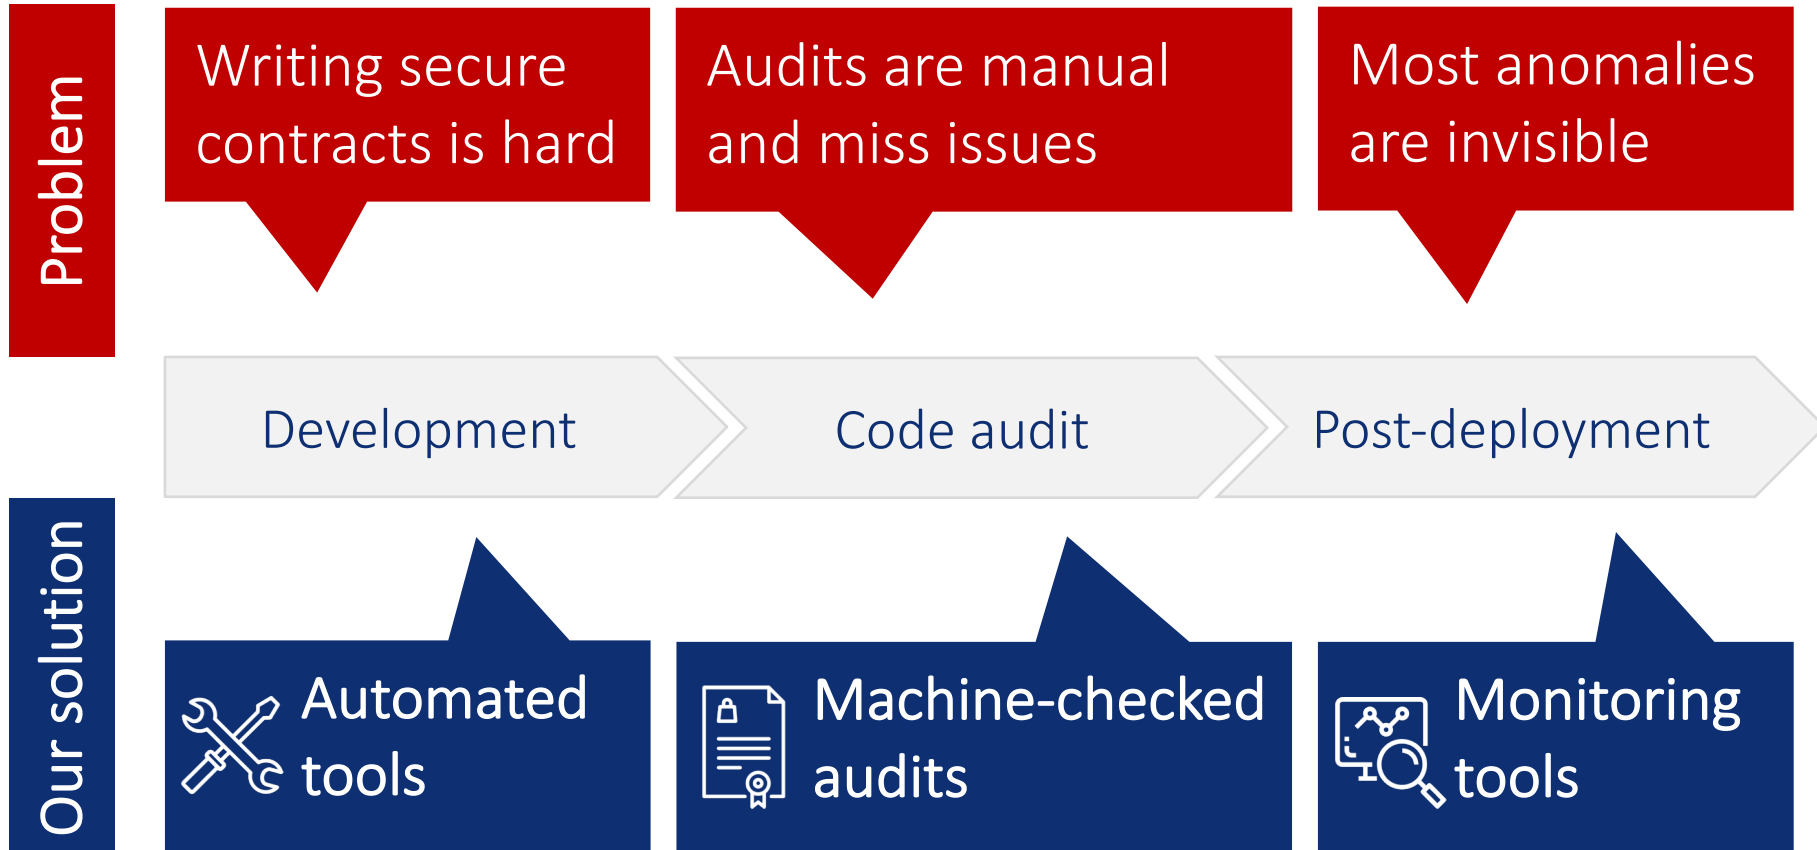 Problem
Writing secure
contracts is hard
Audits are manual
and miss issues
Most anomalies
are invisible
Development
Code audit
Post-deployment
Our solution
Automated
tools
Machine-checked
audits
Monitoring
tools